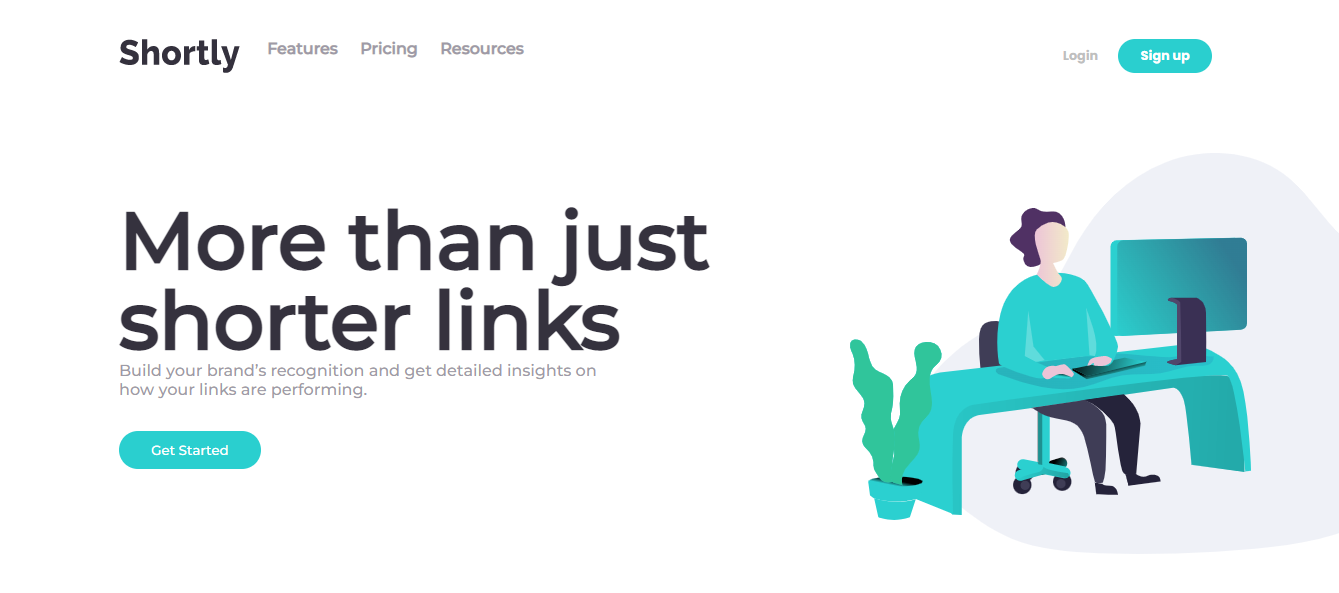 Shortly Features Pricing Resources Login Sign up
More than just
shorter links
Build your brand’s recognition and get detailed insights on
how your links are performing.
Get Started